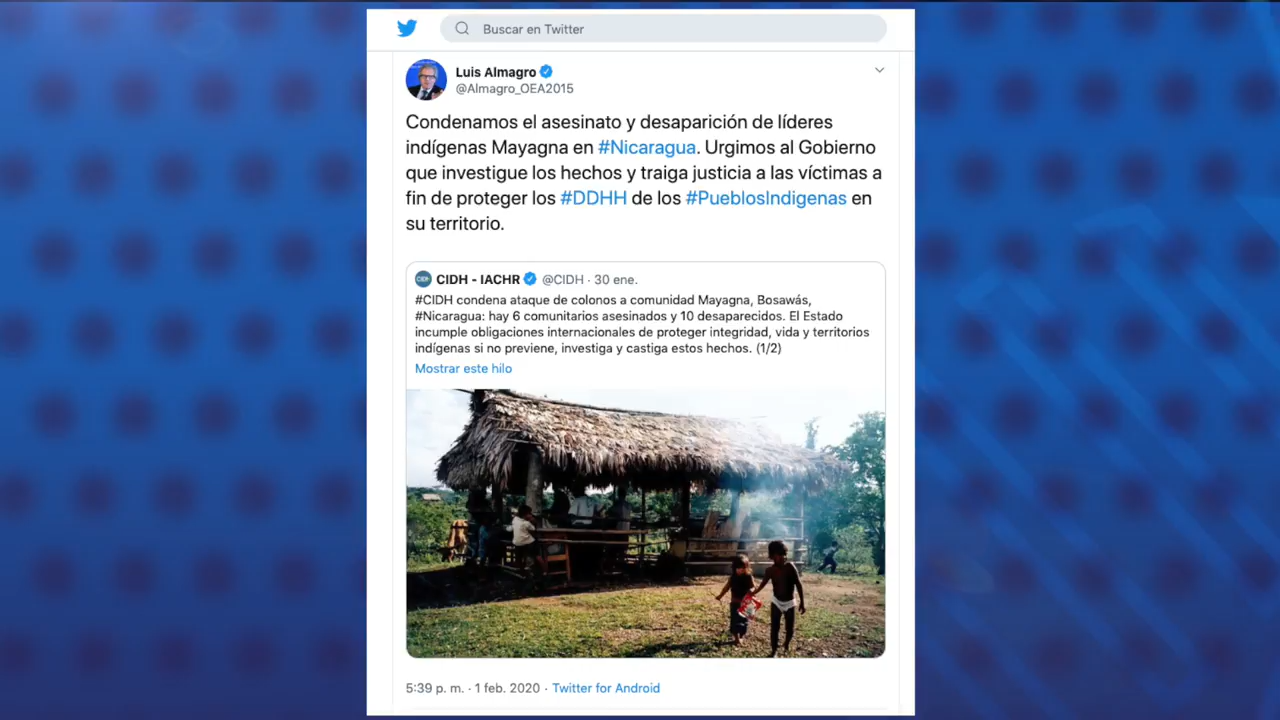 Buscar en Twitter
Luis Almagro
@Almagro_OEA2015
Condenamos el asesinato y desaparición de líderes
indígenas Mayagna en #Nicaragua. Urgimos al Gobierno
que investigue los hechos y traiga justicia a las víctimas a
fin de proteger los #DDHH de los #PueblosIndigenas en
su territorio.
CIDH - IACHR @CIDH · 30 ene.
#CIDH condena ataque de colonos a comunidad Mayagna, Bosawás,
#Nicaragua: hay 6 comunitarios asesinados y 10 desaparecidos. El Estado
incumple obligaciones internacionales de proteger integridad, vida y territorios
indígenas si no previene, investiga y castiga estos hechos. (1/2)
Mostrar este hilo
5:39 p. m. · 1 feb. 2020 · Twitter for Android